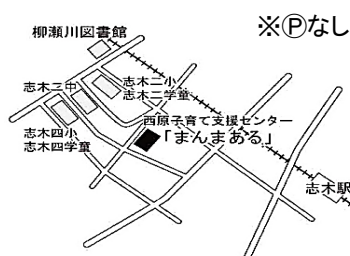 柳瀬川図書館
※Ⓟなし
志木二小
志木二学童
志木二中
西原子育て支援センター
「まんまある」
志木四小
志木四学童
志木駅